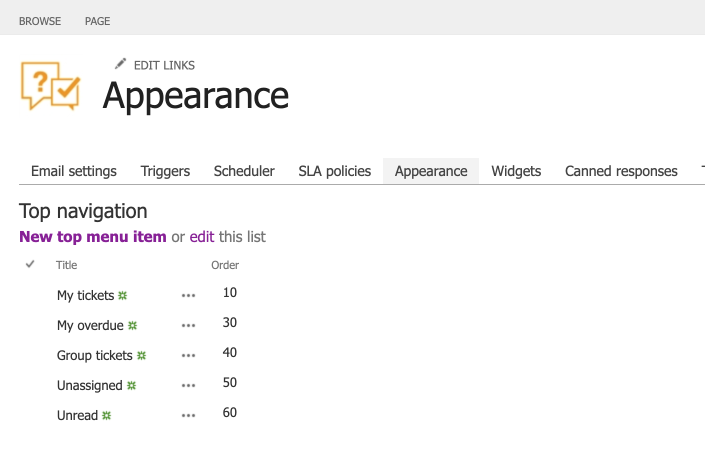 BROWSE PAGE
EDIT LINKS
Appearance
Email settings Triggers Scheduler SLA policies Appearance Widgets Canned responses
Top navigation
New top menu item or edit this list
Title Order
My tickets 10
My overdue 30
Group tickets 40
Unassigned 50
Unread 60